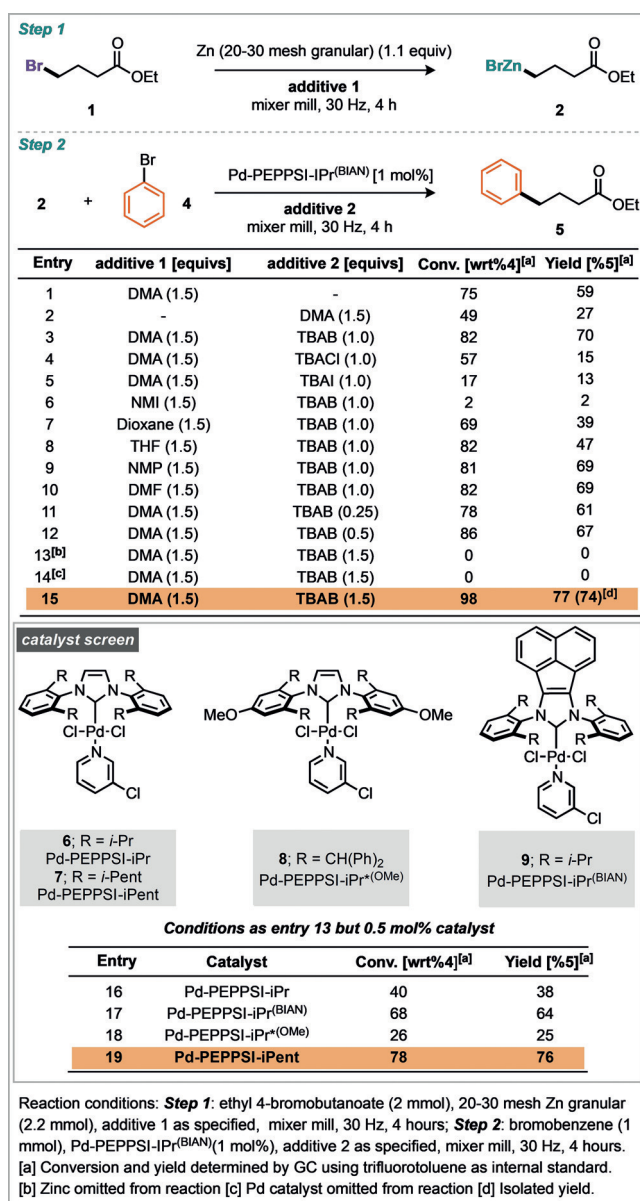 Step 1
Br
O
OEt
1
Zn (20-30 mesh granular) (1.1 equiv)
additive 1
mixer mill, 30 Hz, 4 h
BrZn
O
OEt
2
Step 2
2 + Br 4
Pd-PEPPSI-IPr(BIAN) [1 mol%]
additive 2
mixer mill, 30 Hz, 4 h
O
OEt
5
Entry additive 1 [equivs] additive 2 [equivs] Conv. [wrt%4][a] Yield [%5][a]
1 DMA (1.5) - 75 59
2 - DMA (1.5) 49 27
3 DMA (1.5) TBAB (1.0) 82 70
4 DMA (1.5) TBACl (1.0) 57 15
5 DMA (1.5) TBAI (1.0) 17 13
6 NMI (1.5) TBAB (1.0) 2 2
7 Dioxane (1.5) TBAB (1.0) 69 39
8 THF (1.5) TBAB (1.0) 82 47
9 NMP (1.5) TBAB (1.0) 81 69
10 DMF (1.5) TBAB (1.0) 82 69
11 DMA (1.5) TBAB (0.25) 78 61
12 DMA (1.5) TBAB (0.5) 86 67
13[b] DMA (1.5) TBAB (1.5) 0 0
14[c] DMA (1.5) TBAB (1.5) 0 0
15 DMA (1.5) TBAB (1.5) 98 77 (74)[d]
catalyst screen
R R
N N
R R
Cl-Pd-Cl
N
Cl
6; R = i-Pr
Pd-PEPPSI-iPr
7; R = i-Pent
Pd-PEPPSI-iPent
R R
N N
MeO R R OMe
Cl-Pd-Cl
N
Cl
8; R = CH(Ph)2
Pd-PEPPSI-iPr*(OMe)
R R
N N
R R
Cl-Pd-Cl
N
Cl
9; R = i-Pr
Pd-PEPPSI-iPr(BIAN)
Conditions as entry 13 but 0.5 mol% catalyst
Entry Catalyst Conv. [wrt%4][a] Yield [%5][a]
16 Pd-PEPPSI-iPr 40 38
17 Pd-PEPPSI-iPr(BIAN) 68 64
18 Pd-PEPPSI-iPr*(OMe) 26 25
19 Pd-PEPPSI-iPent 78 76
Reaction conditions: Step 1: ethyl 4-bromobutanoate (2 mmol), 20-30 mesh Zn granular
(2.2 mmol), additive 1 as specified, mixer mill, 30 Hz, 4 hours; Step 2: bromobenzene (1
mmol), Pd-PEPPSI-IPr(BIAN)(1 mol%), additive 2 as specified, mixer mill, 30 Hz, 4 hours.
[a] Conversion and yield determined by GC using trifluorotoluene as internal standard.
[b] Zinc omitted from reaction [c] Pd catalyst omitted from reaction [d] Isolated yield.